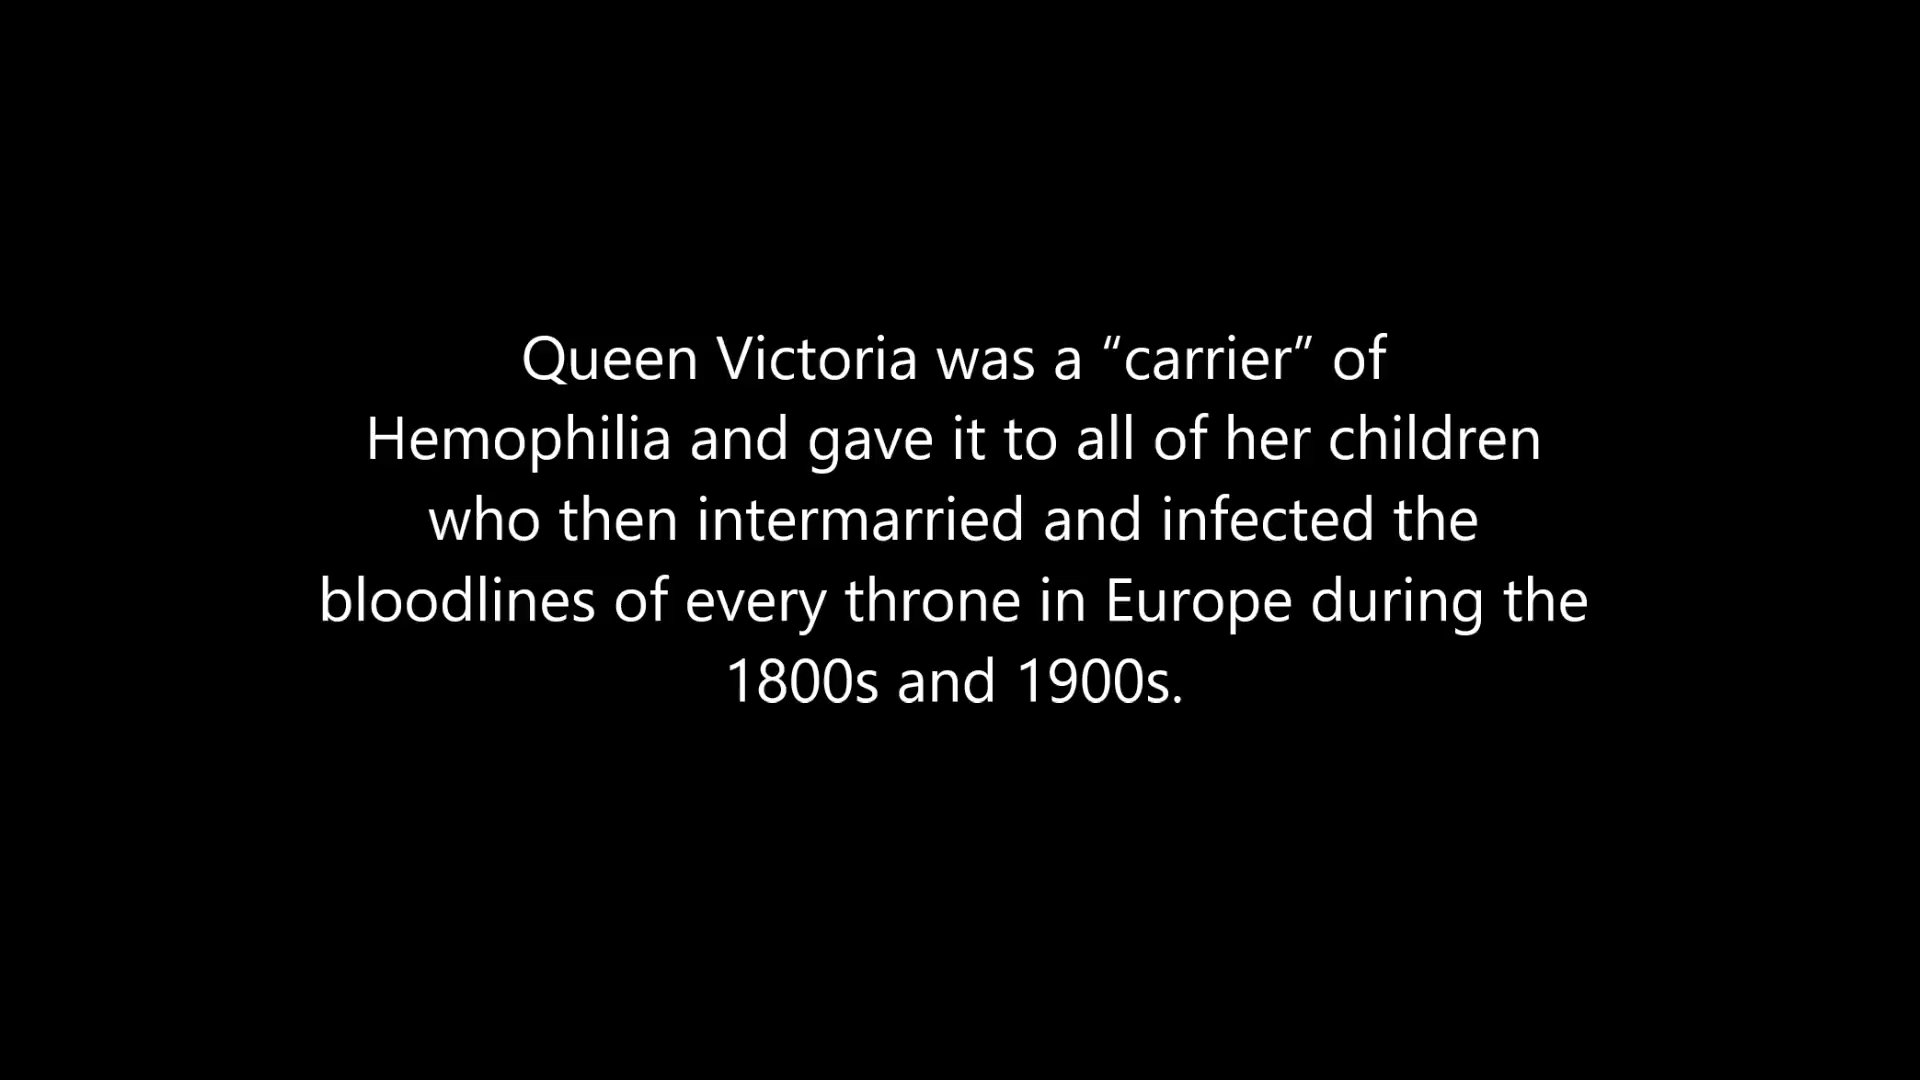 Queen Victoria was a “carrier” of
Hemophilia and gave it to all of her children
who then intermarried and infected the
bloodlines of every throne in Europe during the
1800s and 1900s.